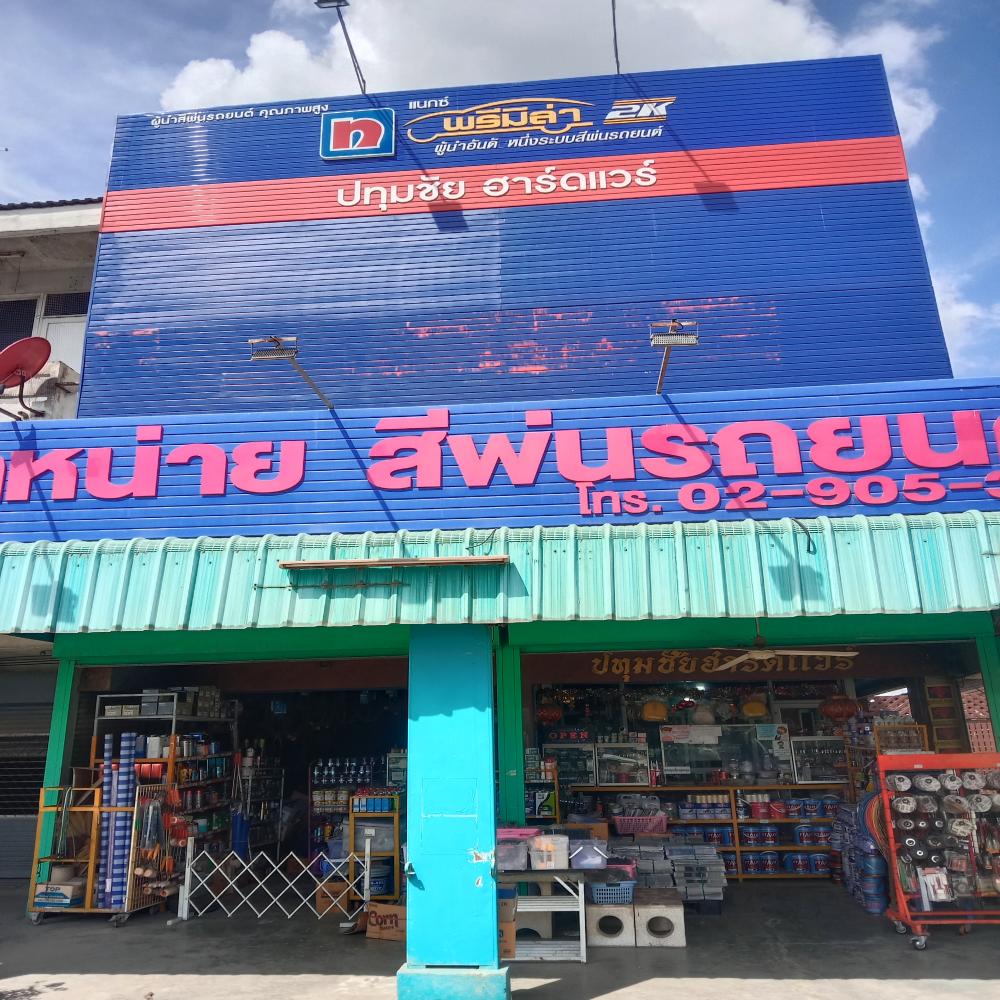 ผู้นำสีพ่นรถยนต์ คุณภาพสูง
n
แนกซ์
พรีมิล่า 2K
ผู้นำอันดับ หนึ่งระบบสีพ่นรถยนต์
ปทุมชัย ฮาร์ดแวร์
หน่าย สีพ่นรถยน
โทร. 02-905-
ปทุมชัยฮาร์ดแวร์
OPEN
TOP
Corn